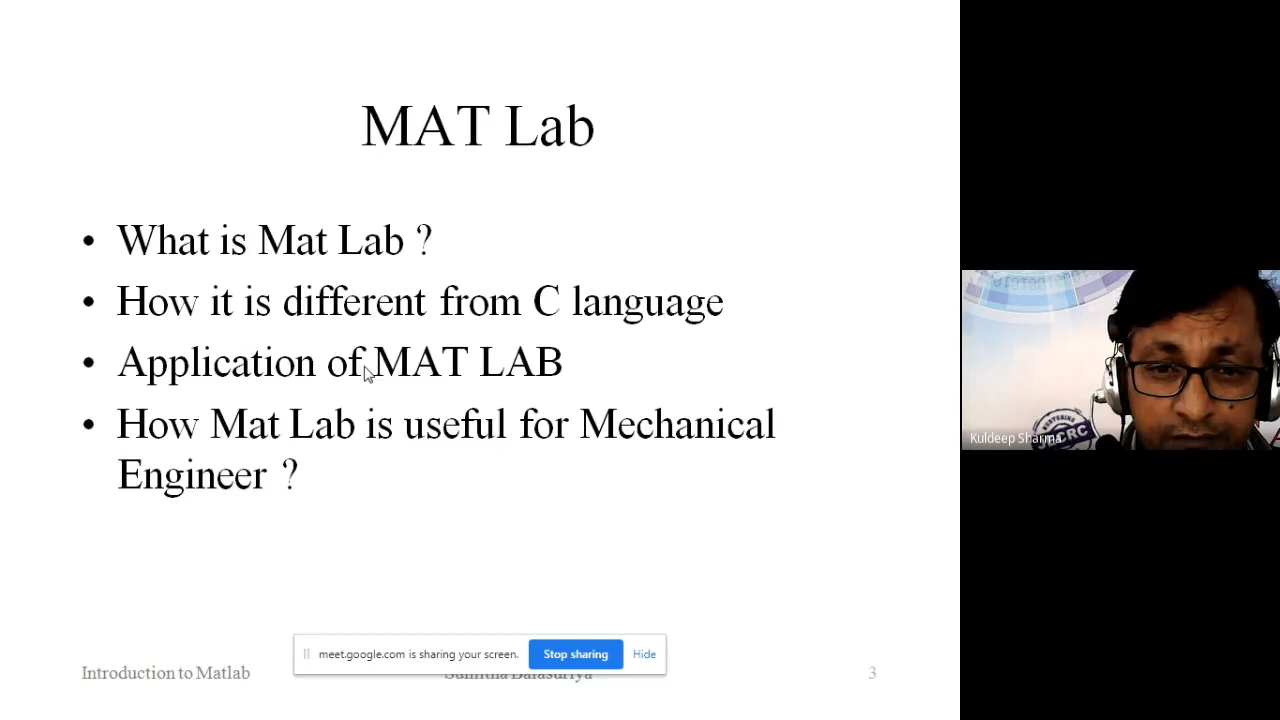 MAT Lab
• What is Mat Lab ?
• How it is different from C language
• Application of MAT LAB
• How Mat Lab is useful for Mechanical
Engineer ?
Kuldeep Sharma
meet.google.com is sharing your screen.
Stop sharing
Hide
Introduction to Matlab
3